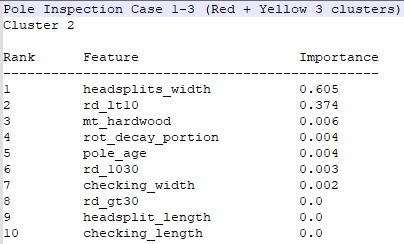 Pole Inspection Case 1-3 (Red + Yellow 3 clusters)
Cluster 2
Rank Feature Importance
--------------------------------------------------
1 headsplits_width 0.605
2 rd_lt10 0.374
3 mt_hardwood 0.006
4 rot_decay_portion 0.004
5 pole_age 0.004
6 rd_1030 0.003
7 checking_width 0.002
8 rd_gt30 0.0
9 headsplit_length 0.0
10 checking_length 0.0